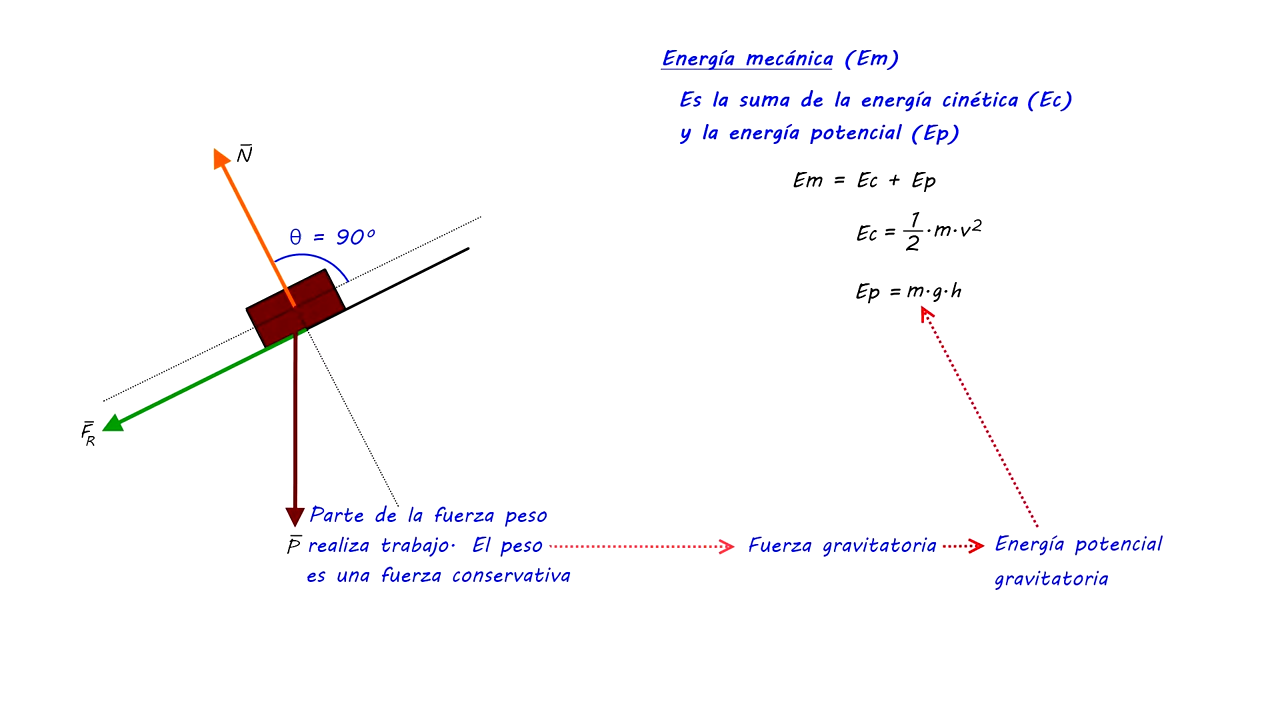 Energía mecánica (Em)
Es la suma de la energía cinética (Ec)
y la energía potencial (Ep)
Em = Ec + Ep
Ec = 1/2·m·v²
Ep = m·g·h
N̅
θ = 90º
F̅R
P̅
Parte de la fuerza peso
realiza trabajo. El peso
es una fuerza conservativa
Fuerza gravitatoria
Energía potencial
gravitatoria